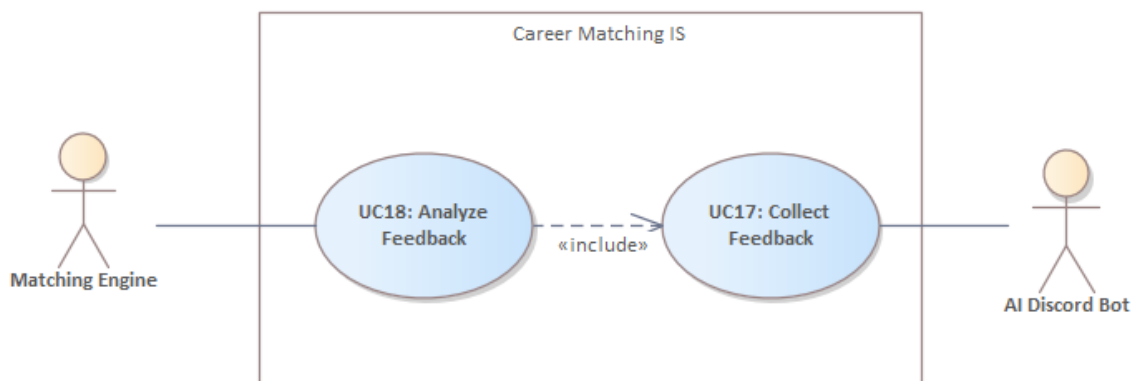 Career Matching IS
UC18: Analyze
Feedback
UC17: Collect
Feedback
«include»
Matching Engine
AI Discord Bot